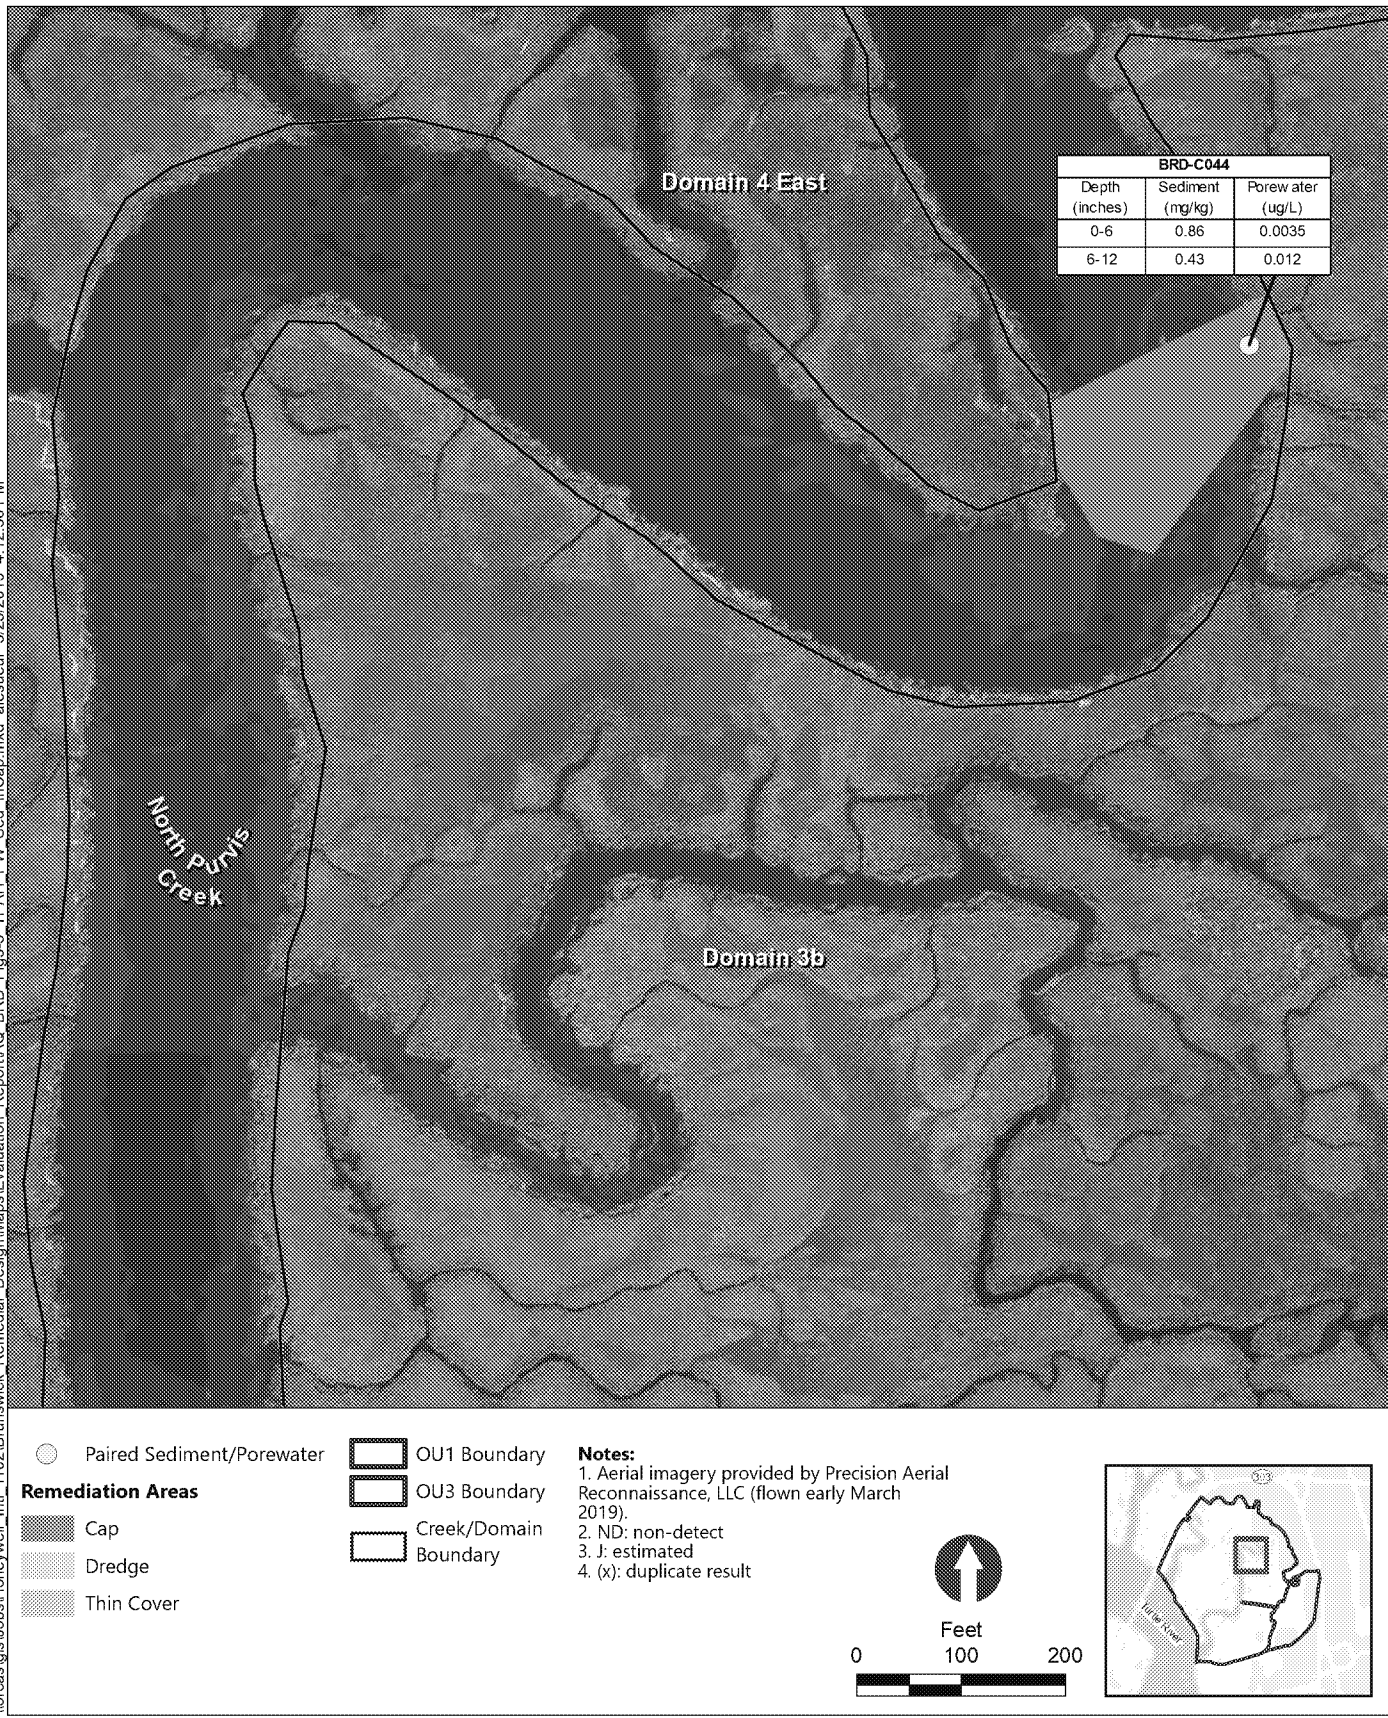 Domain 4 East
BRD-C044
Depth (inches) Sediment (mg/kg) Porewater (ug/L)
0-6 0.86 0.0035
6-12 0.43 0.012
North Purvis
Creek
Domain 3b
Paired Sediment/Porewater
Remediation Areas
Cap
Dredge
Thin Cover
OU1 Boundary
OU3 Boundary
Creek/Domain
Boundary
Notes:
1. Aerial imagery provided by Precision Aerial
Reconnaissance, LLC (flown early March
2019).
2. ND: non-detect
3. J: estimated
4. (x): duplicate result
Feet
0 100 200
Turtle River